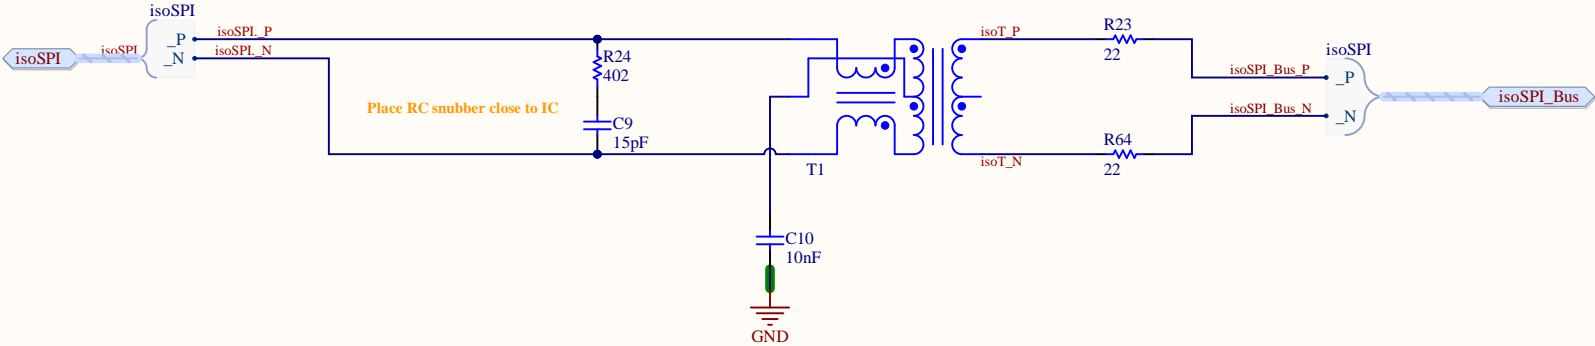 isoSPI
isoSPI
isoSPI
_P
_N
isoSPI_P
isoSPI_N
R24
402
Place RC snubber close to IC
C9
15pF
T1
C10
10nF
GND
isoT_P
isoT_N
R23
22
R64
22
isoSPI_Bus_P
isoSPI_Bus_N
isoSPI
_P
_N
isoSPI_Bus